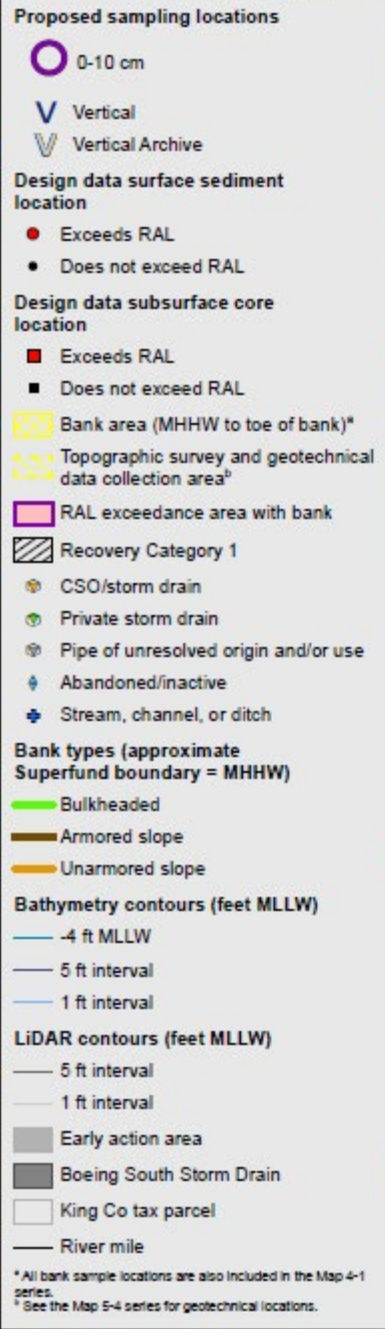 Proposed sampling locations
0-10 cm
V Vertical
V Vertical Archive
Design data surface sediment
location
Exceeds RAL
Does not exceed RAL
Design data subsurface core
location
Exceeds RAL
Does not exceed RAL
Bank area (MHHW to toe of bank)ª
Topographic survey and geotechnical
data collection areaᵇ
RAL exceedance area with bank
Recovery Category 1
CSO/storm drain
Private storm drain
Pipe of unresolved origin and/or use
Abandoned/inactive
Stream, channel, or ditch
Bank types (approximate
Superfund boundary = MHHW)
Bulkheaded
Armored slope
Unarmored slope
Bathymetry contours (feet MLLW)
-4 ft MLLW
5 ft interval
1 ft interval
LiDAR contours (feet MLLW)
5 ft interval
1 ft interval
Early action area
Boeing South Storm Drain
King Co tax parcel
River mile
ª All bank sample locations are also included in the Map 4-1
series.
ᵇ See the Map 5-4 series for geotechnical locations.